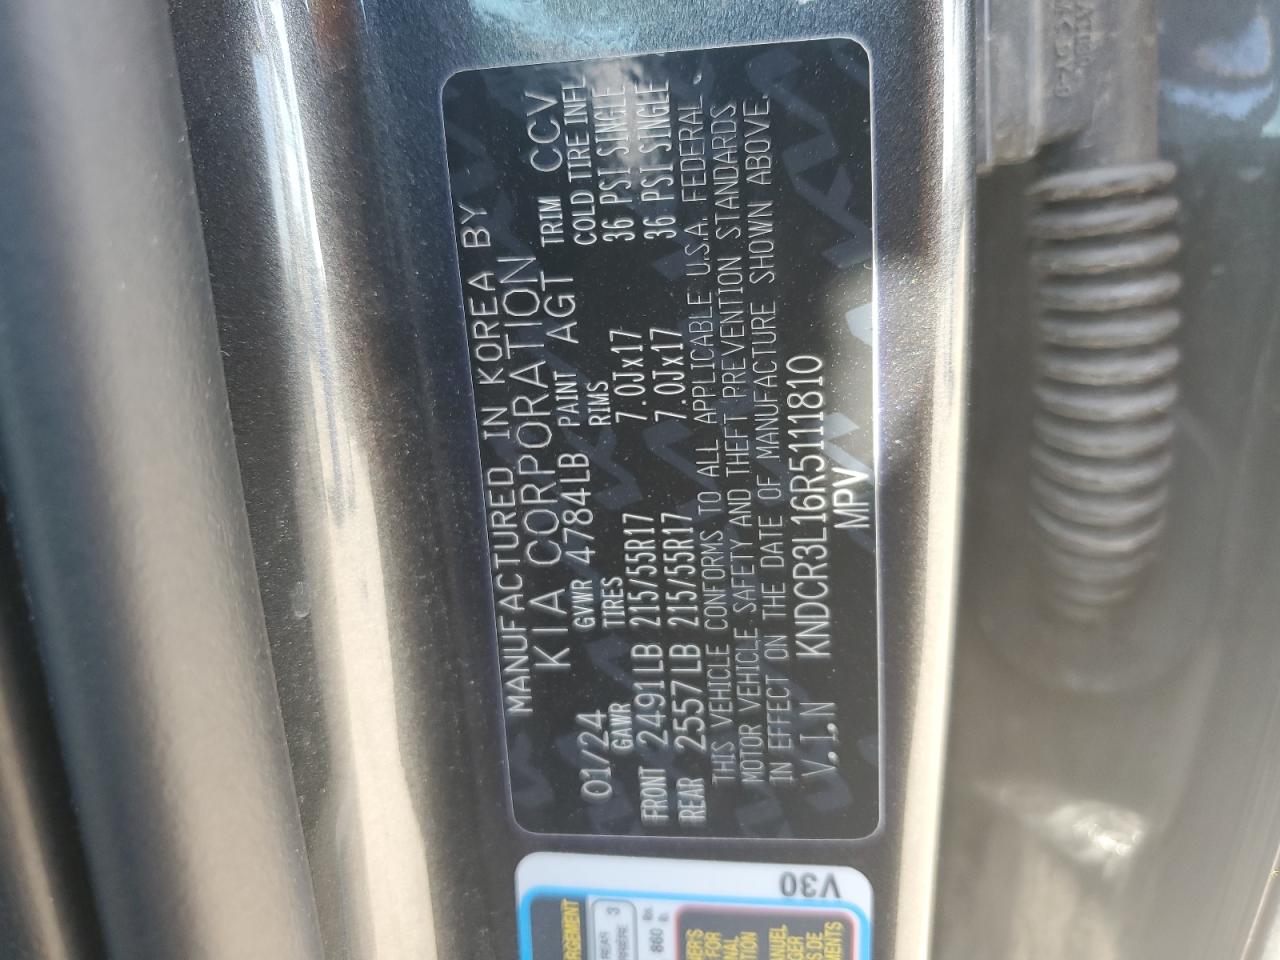 MANUFACTURED IN KOREA BY
KIA CORPORATION
01/24 GVWR 4784LB PAINT AGT TRIM CCV
GAWR TIRES RIMS COLD TIRE INFL
FRONT 2491LB 215/55R17 7.0Jx17 36 PSI SINGLE
REAR 2557LB 215/55R17 7.0Jx17 36 PSI SINGLE
THIS VEHICLE CONFORMS TO ALL APPLICABLE U.S.A. FEDERAL
MOTOR VEHICLE SAFETY AND THEFT PREVENTION STANDARDS
IN EFFECT ON THE DATE OF MANUFACTURE SHOWN ABOVE.
V.I.N KNDCR3L16R5111810
MPV
V30
REAR 3
860